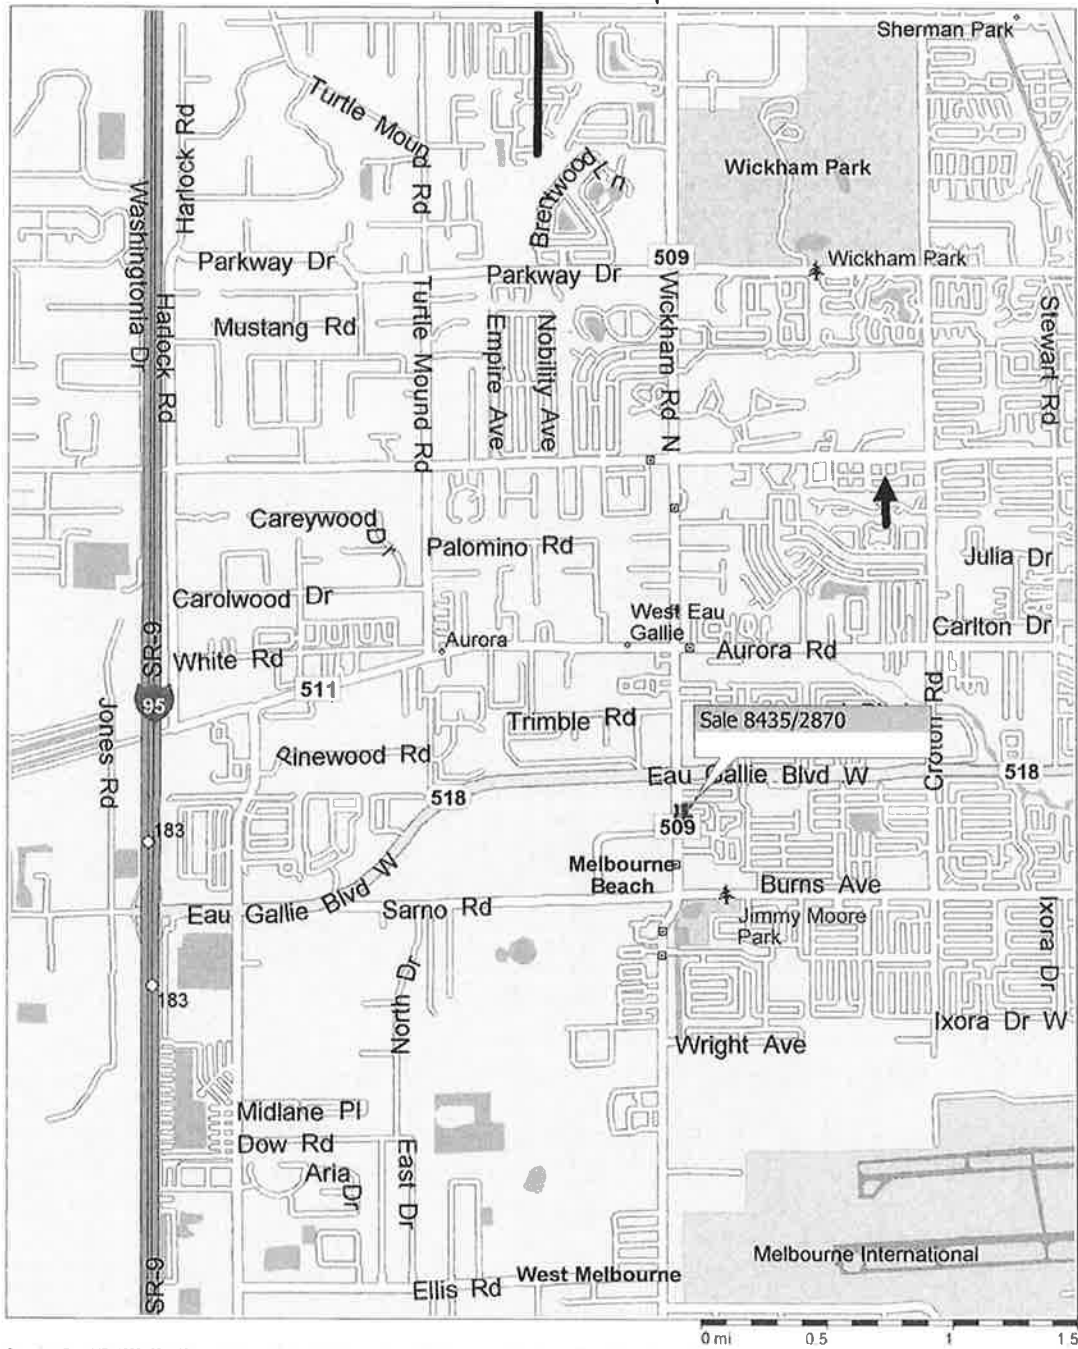 Sherman Park
Turtle Mound Rd
Harlock Rd
Wickham Park
Brentwood Ln
Washingtonia Dr
Parkway Dr
509
Wickham Park
Parkway Dr
Harlock Rd
Mustang Rd
Turtle Mound Rd
Empire Ave
Nobility Ave
Wickham Rd N
Stewart Rd
Careywood Dr
Palomino Rd
Julia Dr
Carolwood Dr
West Eau
Gallie
Carlton Dr
SR-9
White Rd
Aurora
Aurora Rd
511
95
Jones Rd
Trimble Rd
Sale 8435/2870
Croton Rd
Pinewood Rd
Eau Gallie Blvd W
518
518
183
509
Melbourne
Beach
Burns Ave
Eau Gallie Blvd W
Sarno Rd
Jimmy Moore
Park
Ixora Dr
183
North Dr
Ixora Dr W
Wright Ave
Midlane Pl
Dow Rd
Aria Dr
East Dr
Melbourne International
SR-9
Ellis Rd
West Melbourne
0 mi 0.5 1 1.5